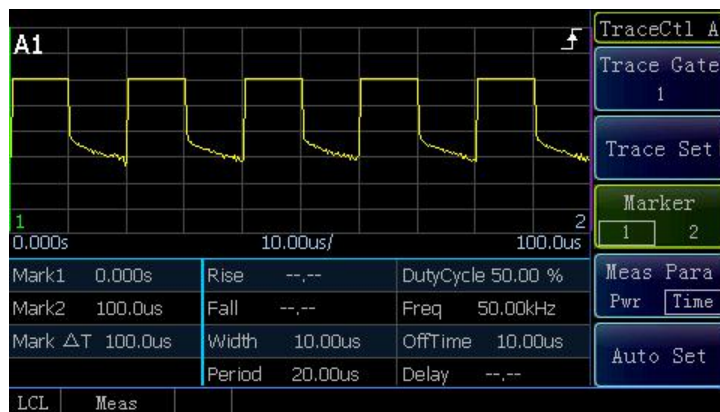 A1
1
2
0.000s 10.00us/ 100.0us
Mark1 0.000s Rise --.-- DutyCycle 50.00 %
Mark2 100.0us Fall --.-- Freq 50.00kHz
Mark △T 100.0us Width 10.00us OffTime 10.00us
Period 20.00us Delay --.--
TraceCtl A
Trace Gate
1
Trace Set
Marker
1 2
Meas Para
Pwr Time
Auto Set
LCL Meas